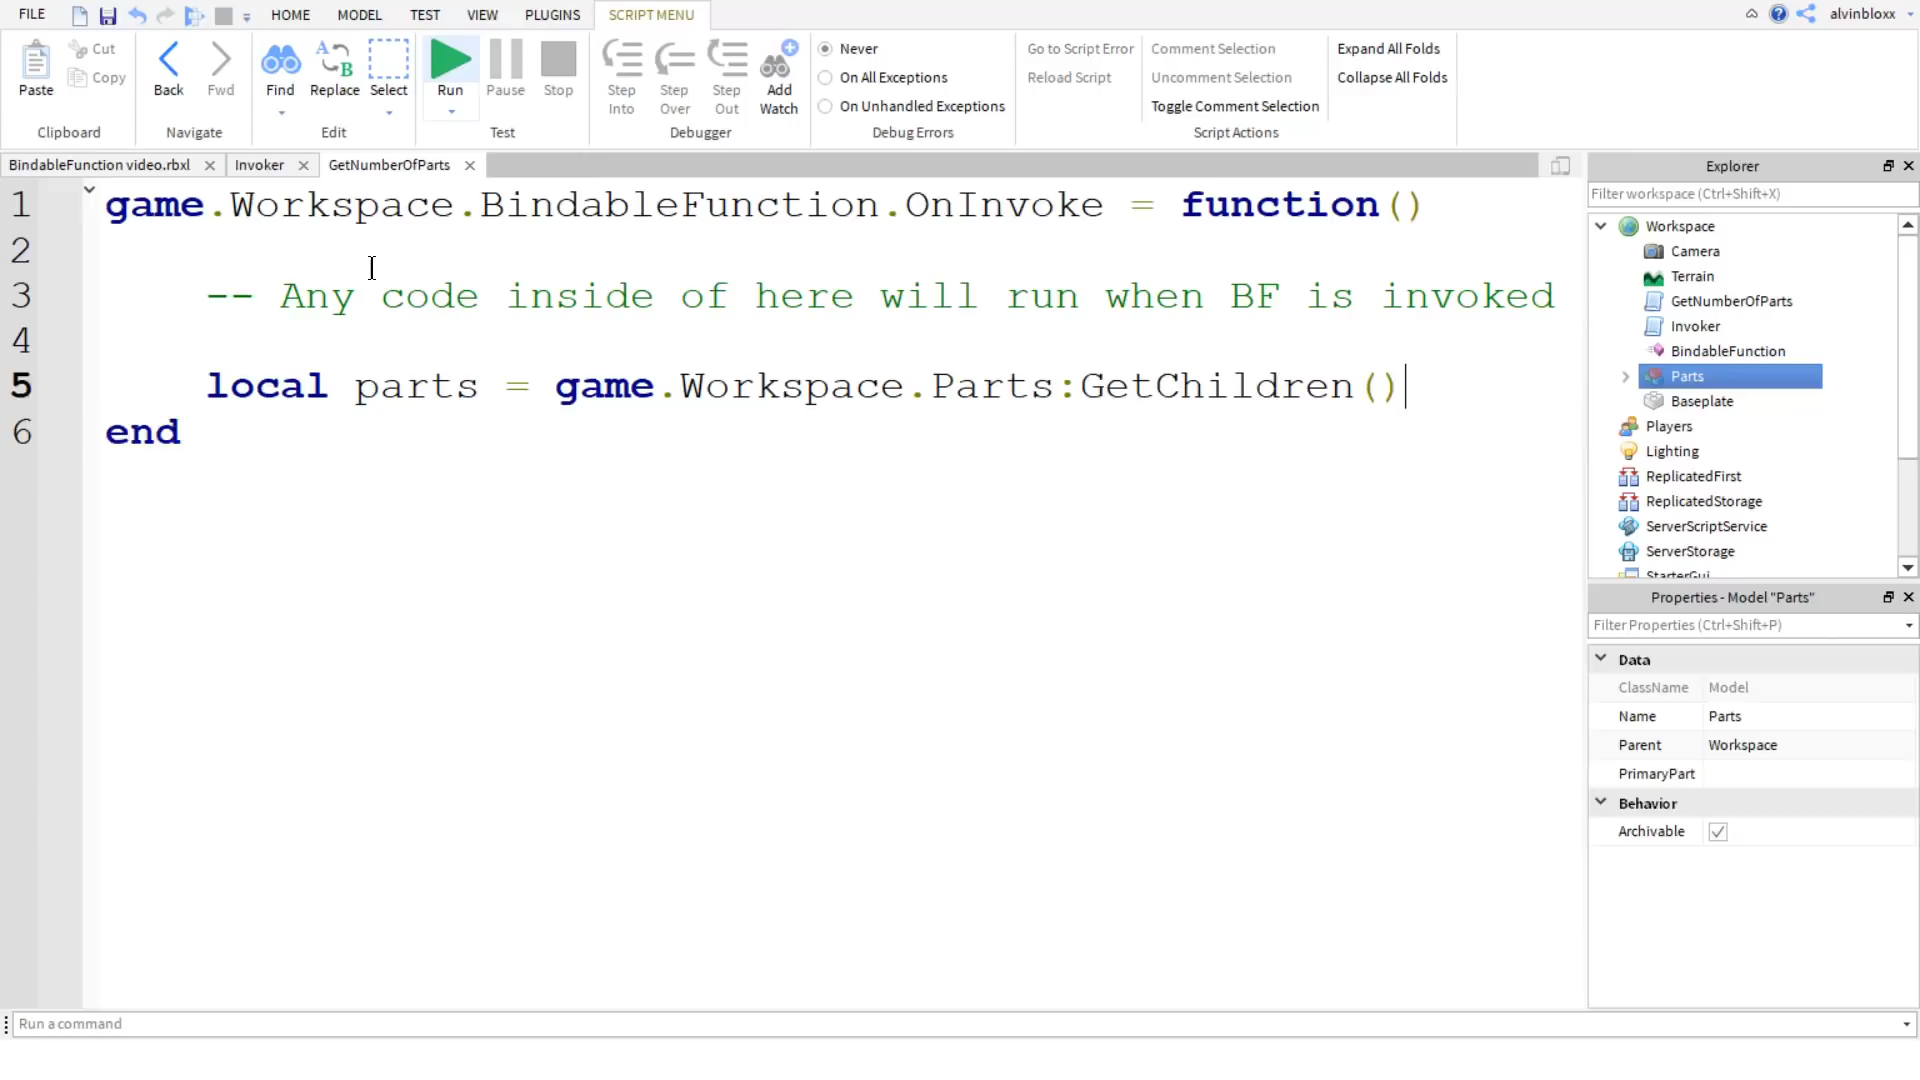 FILE HOME MODEL TEST VIEW PLUGINS SCRIPT MENU alvinbloxx
Paste Cut Copy
Clipboard
Back Fwd
Navigate
Find Replace Select
Edit
Run Pause Stop
Test
Step Into Step Over Step Out Add Watch
Debugger
Never
On All Exceptions
On Unhandled Exceptions
Debug Errors
Go to Script Error
Reload Script
Comment Selection
Uncomment Selection
Toggle Comment Selection
Script Actions
Expand All Folds
Collapse All Folds
BindableFunction video.rbxl Invoker GetNumberOfParts
1 game.Workspace.BindableFunction.OnInvoke = function()
2
3 -- Any code inside of here will run when BF is invoked
4
5 local parts = game.Workspace.Parts:GetChildren()
6 end
Explorer
Filter workspace (Ctrl+Shift+X)
Workspace
Camera
Terrain
GetNumberOfParts
Invoker
BindableFunction
Parts
Baseplate
Players
Lighting
ReplicatedFirst
ReplicatedStorage
ServerScriptService
ServerStorage
StarterGui
Properties - Model "Parts"
Filter Properties (Ctrl+Shift+P)
Data
ClassName Model
Name Parts
Parent Workspace
PrimaryPart
Behavior
Archivable
Run a command